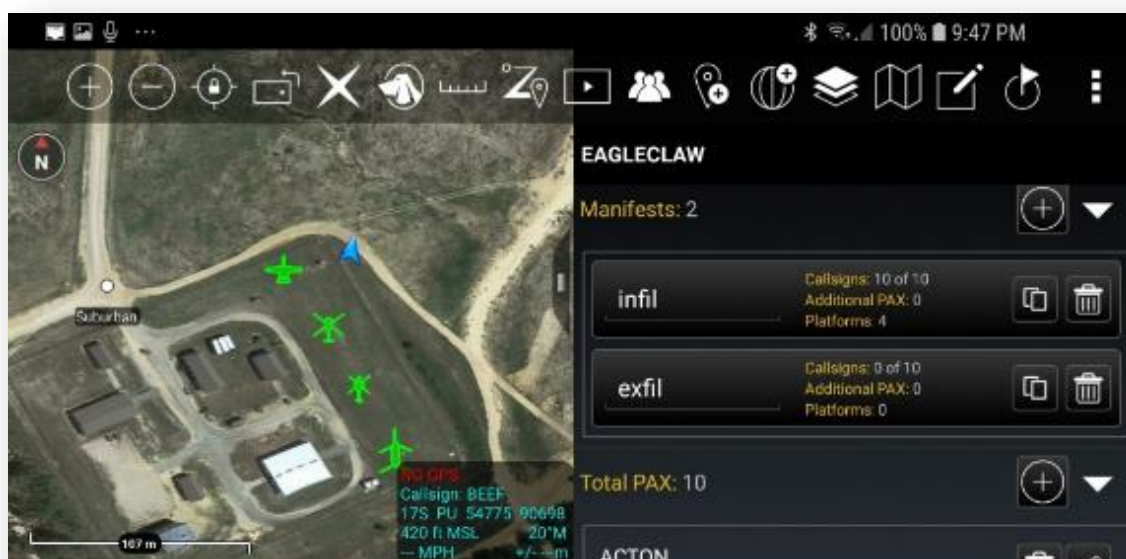 100% 9:47 PM
N
Suburban
107 m
NO GPS
Callsign: BEEF
17S PU 54775 90698
420 ft MSL 20°M
--- MPH +/- ---m
EAGLECLAW
Manifests: 2
infil
Callsigns: 10 of 10
Additional PAX: 0
Platforms: 4
exfil
Callsigns: 0 of 10
Additional PAX: 0
Platforms: 0
Total PAX: 10
ACTON